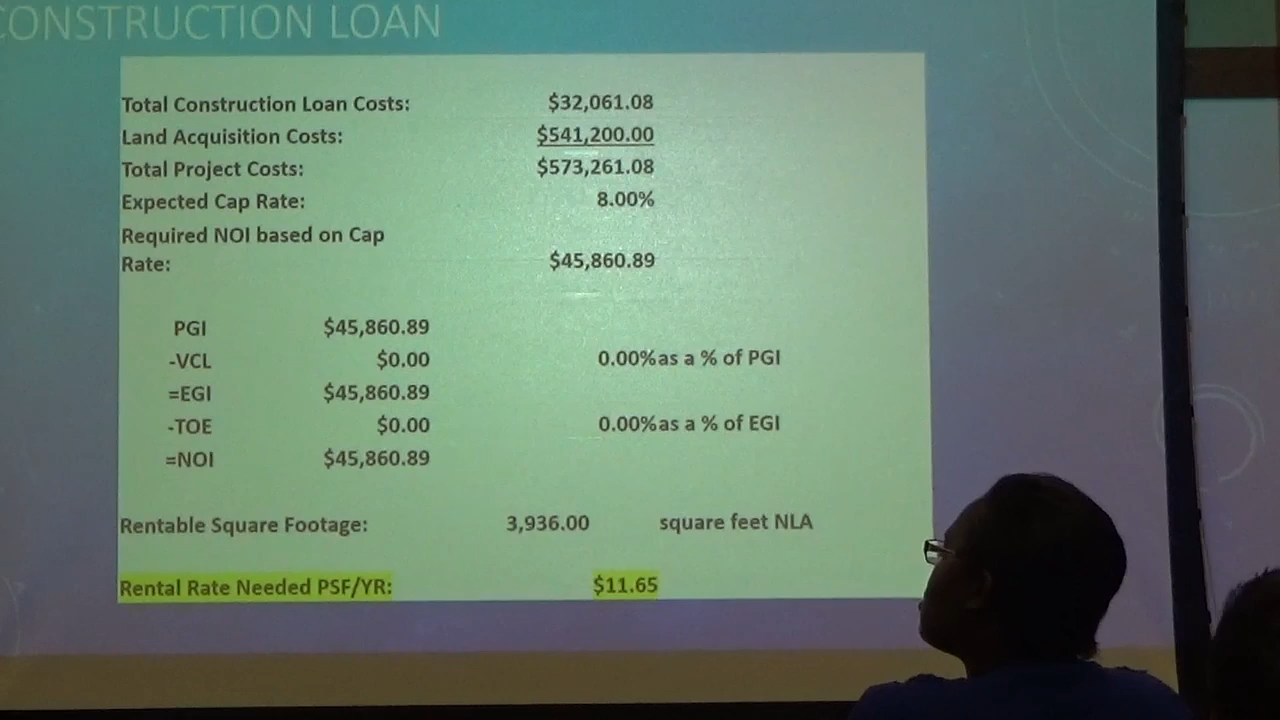 CONSTRUCTION LOAN
Total Construction Loan Costs: $32,061.08
Land Acquisition Costs: $541,200.00
Total Project Costs: $573,261.08
Expected Cap Rate: 8.00%
Required NOI based on Cap
Rate: $45,860.89
PGI $45,860.89
-VCL $0.00 0.00%as a % of PGI
=EGI $45,860.89
-TOE $0.00 0.00%as a % of EGI
=NOI $45,860.89
Rentable Square Footage: 3,936.00 square feet NLA
Rental Rate Needed PSF/YR: $11.65